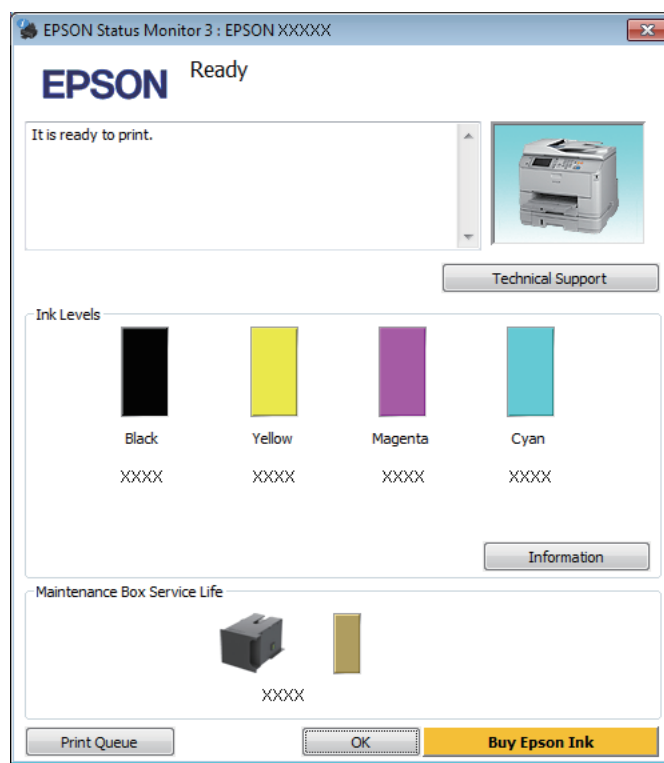 EPSON Status Monitor 3 : EPSON XXXXX
EPSON
Ready
It is ready to print.
Technical Support
Ink Levels
Black Yellow Magenta Cyan
XXXX XXXX XXXX XXXX
Information
Maintenance Box Service Life
XXXX
Print Queue OK Buy Epson Ink